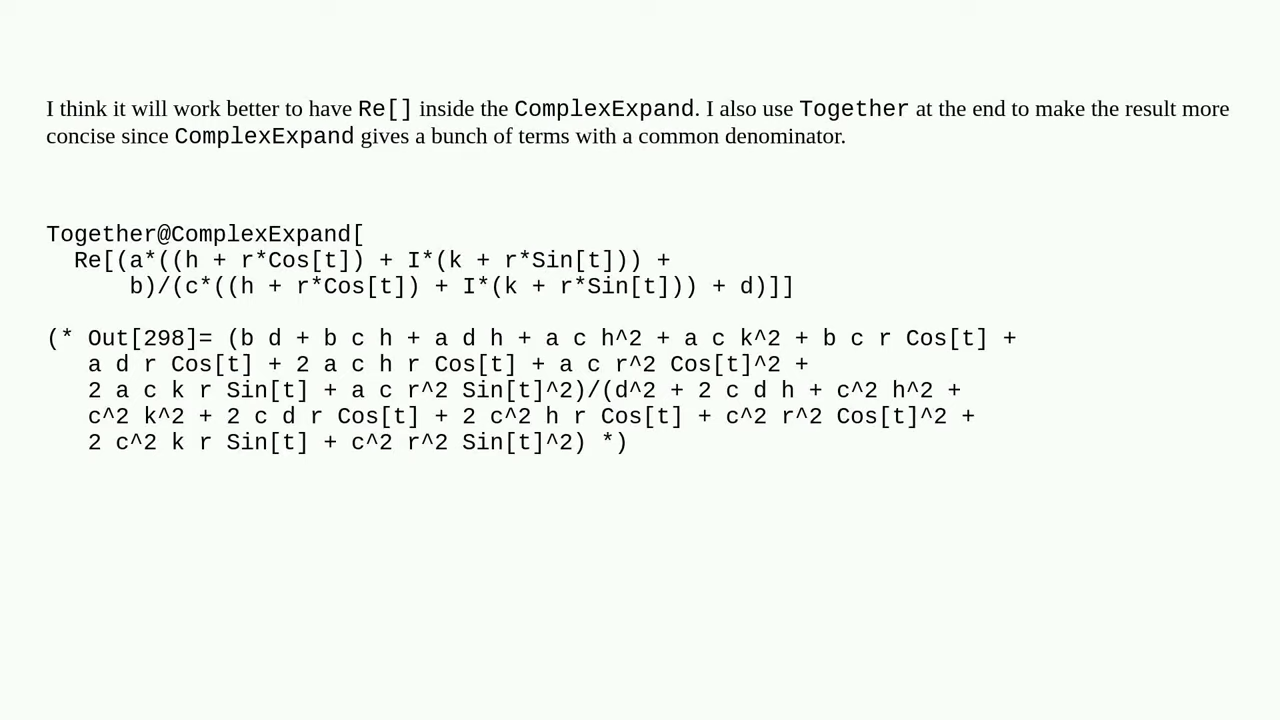 I think it will work better to have Re[] inside the ComplexExpand. I also use Together at the end to make the result more
concise since ComplexExpand gives a bunch of terms with a common denominator.
Together@ComplexExpand[
  Re[(a*((h + r*Cos[t]) + I*(k + r*Sin[t])) +
      b)/(c*((h + r*Cos[t]) + I*(k + r*Sin[t])) + d)]]
(* Out[298]= (b d + b c h + a d h + a c h^2 + a c k^2 + b c r Cos[t] +
   a d r Cos[t] + 2 a c h r Cos[t] + a c r^2 Cos[t]^2 +
   2 a c k r Sin[t] + a c r^2 Sin[t]^2)/(d^2 + 2 c d h + c^2 h^2 +
   c^2 k^2 + 2 c d r Cos[t] + 2 c^2 h r Cos[t] + c^2 r^2 Cos[t]^2 +
   2 c^2 k r Sin[t] + c^2 r^2 Sin[t]^2) *)